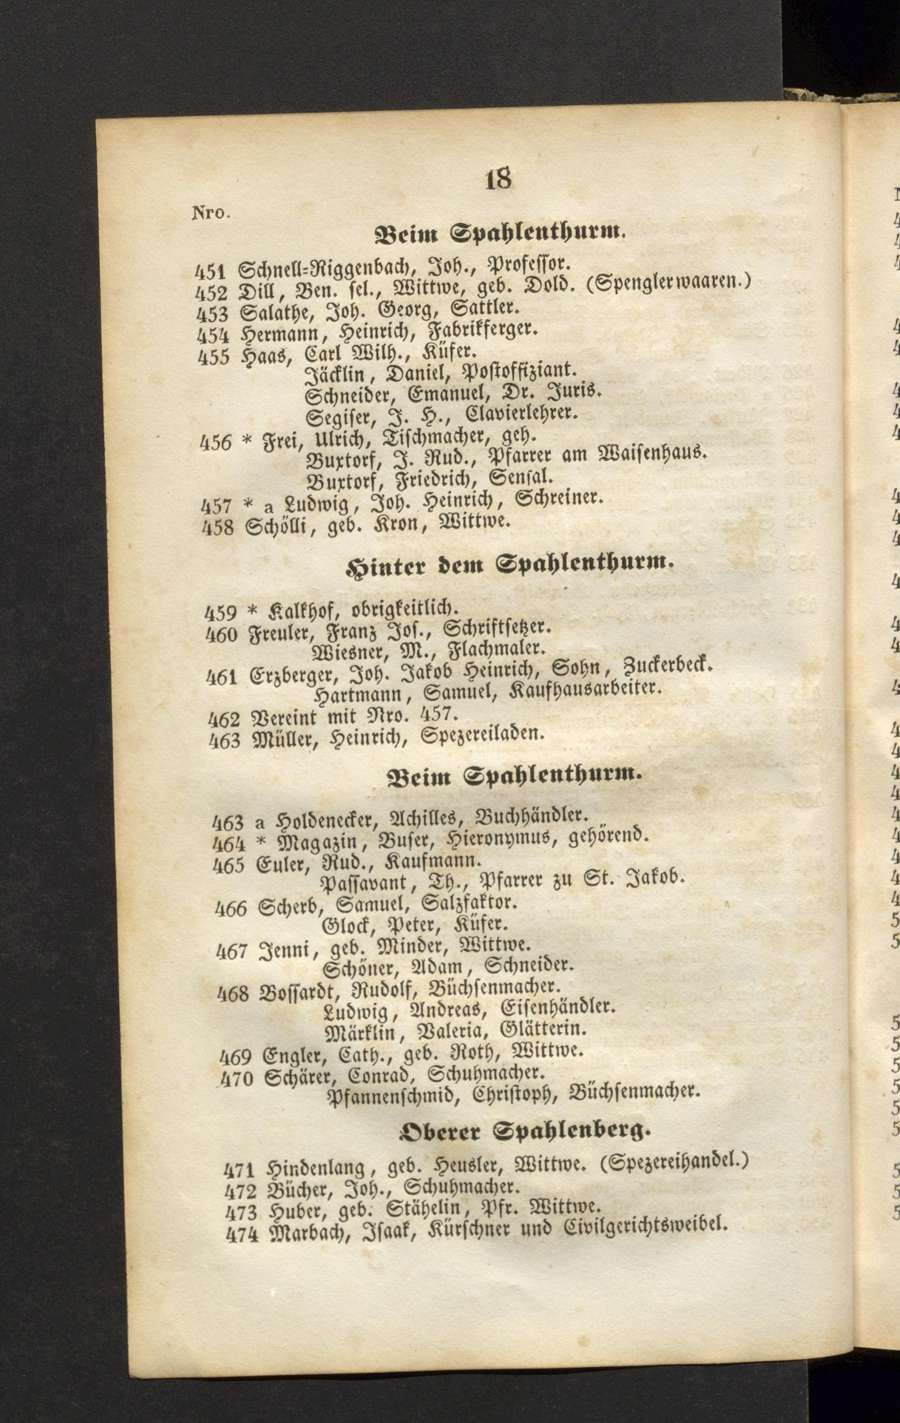 18
Nro.
Beim Spahlenthurm.
451 Schnell-Riggenbach, Joh., Professor.
452 Dill, Ben. sel., Wittwe, geb. Dold. (Spenglerwaaren.)
453 Salathe, Joh. Georg, Sattler.
454 Hermann, Heinrich, Fabrikferger.
455 Haas, Carl Wilh., Küfer.
Jäcklin, Daniel, Postoffiziant.
Schneider, Emanuel, Dr. Juris.
Segiser, J. H., Clavierlehrer.
456 * Frei, Ulrich, Tischmacher, geh.
Buxtorf, J. Rud., Pfarrer am Waisenhaus.
Buxtorf, Friedrich, Sensal.
457 * a Ludwig, Joh. Heinrich, Schreiner.
458 Schölli, geb. Kron, Wittwe.
Hinter dem Spahlenthurm.
459 * Kalkhof, obrigkeitlich.
460 Freuler, Franz Jos., Schriftsetzer.
Wiesner, M., Flachmaler.
461 Erzberger, Joh. Jakob Heinrich, Sohn, Zuckerbeck.
Hartmann, Samuel, Kaufhausarbeiter.
462 Vereint mit Nro. 457.
463 Müller, Heinrich, Spezereiladen.
Beim Spahlenthurm.
463 a Holdenecker, Achilles, Buchhändler.
464 * Magazin, Buser, Hieronymus, gehörend.
465 Euler, Rud., Kaufmann.
Passavant, Th., Pfarrer zu St. Jakob.
466 Scherb, Samuel, Salzfaktor.
Glock, Peter, Küfer.
467 Jenni, geb. Minder, Wittwe.
Schöner, Adam, Schneider.
468 Bossardt, Rudolf, Büchsenmacher.
Ludwig, Andreas, Eisenhändler.
Märklin, Valeria, Glätterin.
469 Engler, Cath., geb. Roth, Wittwe.
470 Schärer, Conrad, Schuhmacher.
Pfannenschmid, Christoph, Büchsenmacher.
Oberer Spahlenberg.
471 Hindenlang, geb. Heusler, Wittwe. (Spezereihandel.)
472 Bücher, Joh., Schuhmacher.
473 Huber, geb. Stähelin, Pfr. Wittwe.
474 Marbach, Isaak, Kürschner und Civilgerichtsweibel.